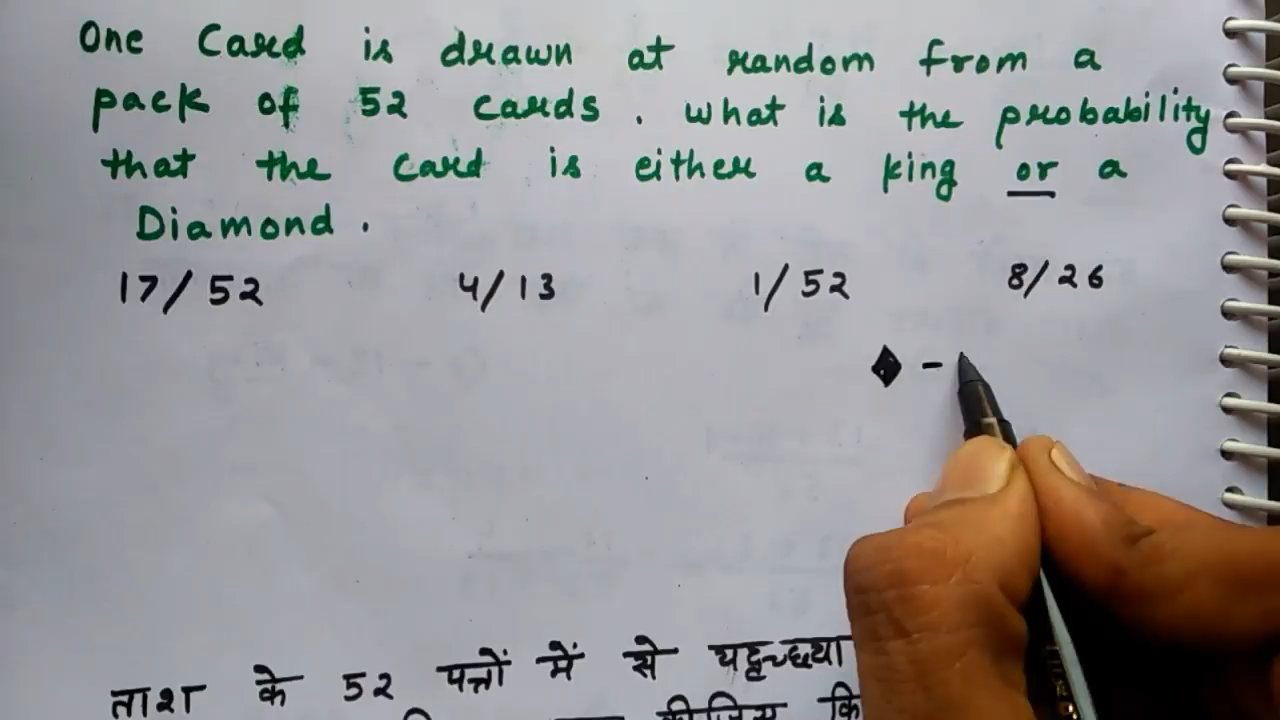 One Card is drawn at random from a
pack of 52 cards. What is the probability
that the card is either a king or a
Diamond.
17/52 4/13 1/52 8/26
♦ -
ताश के 52 पत्तों में से यदृच्छया
कि